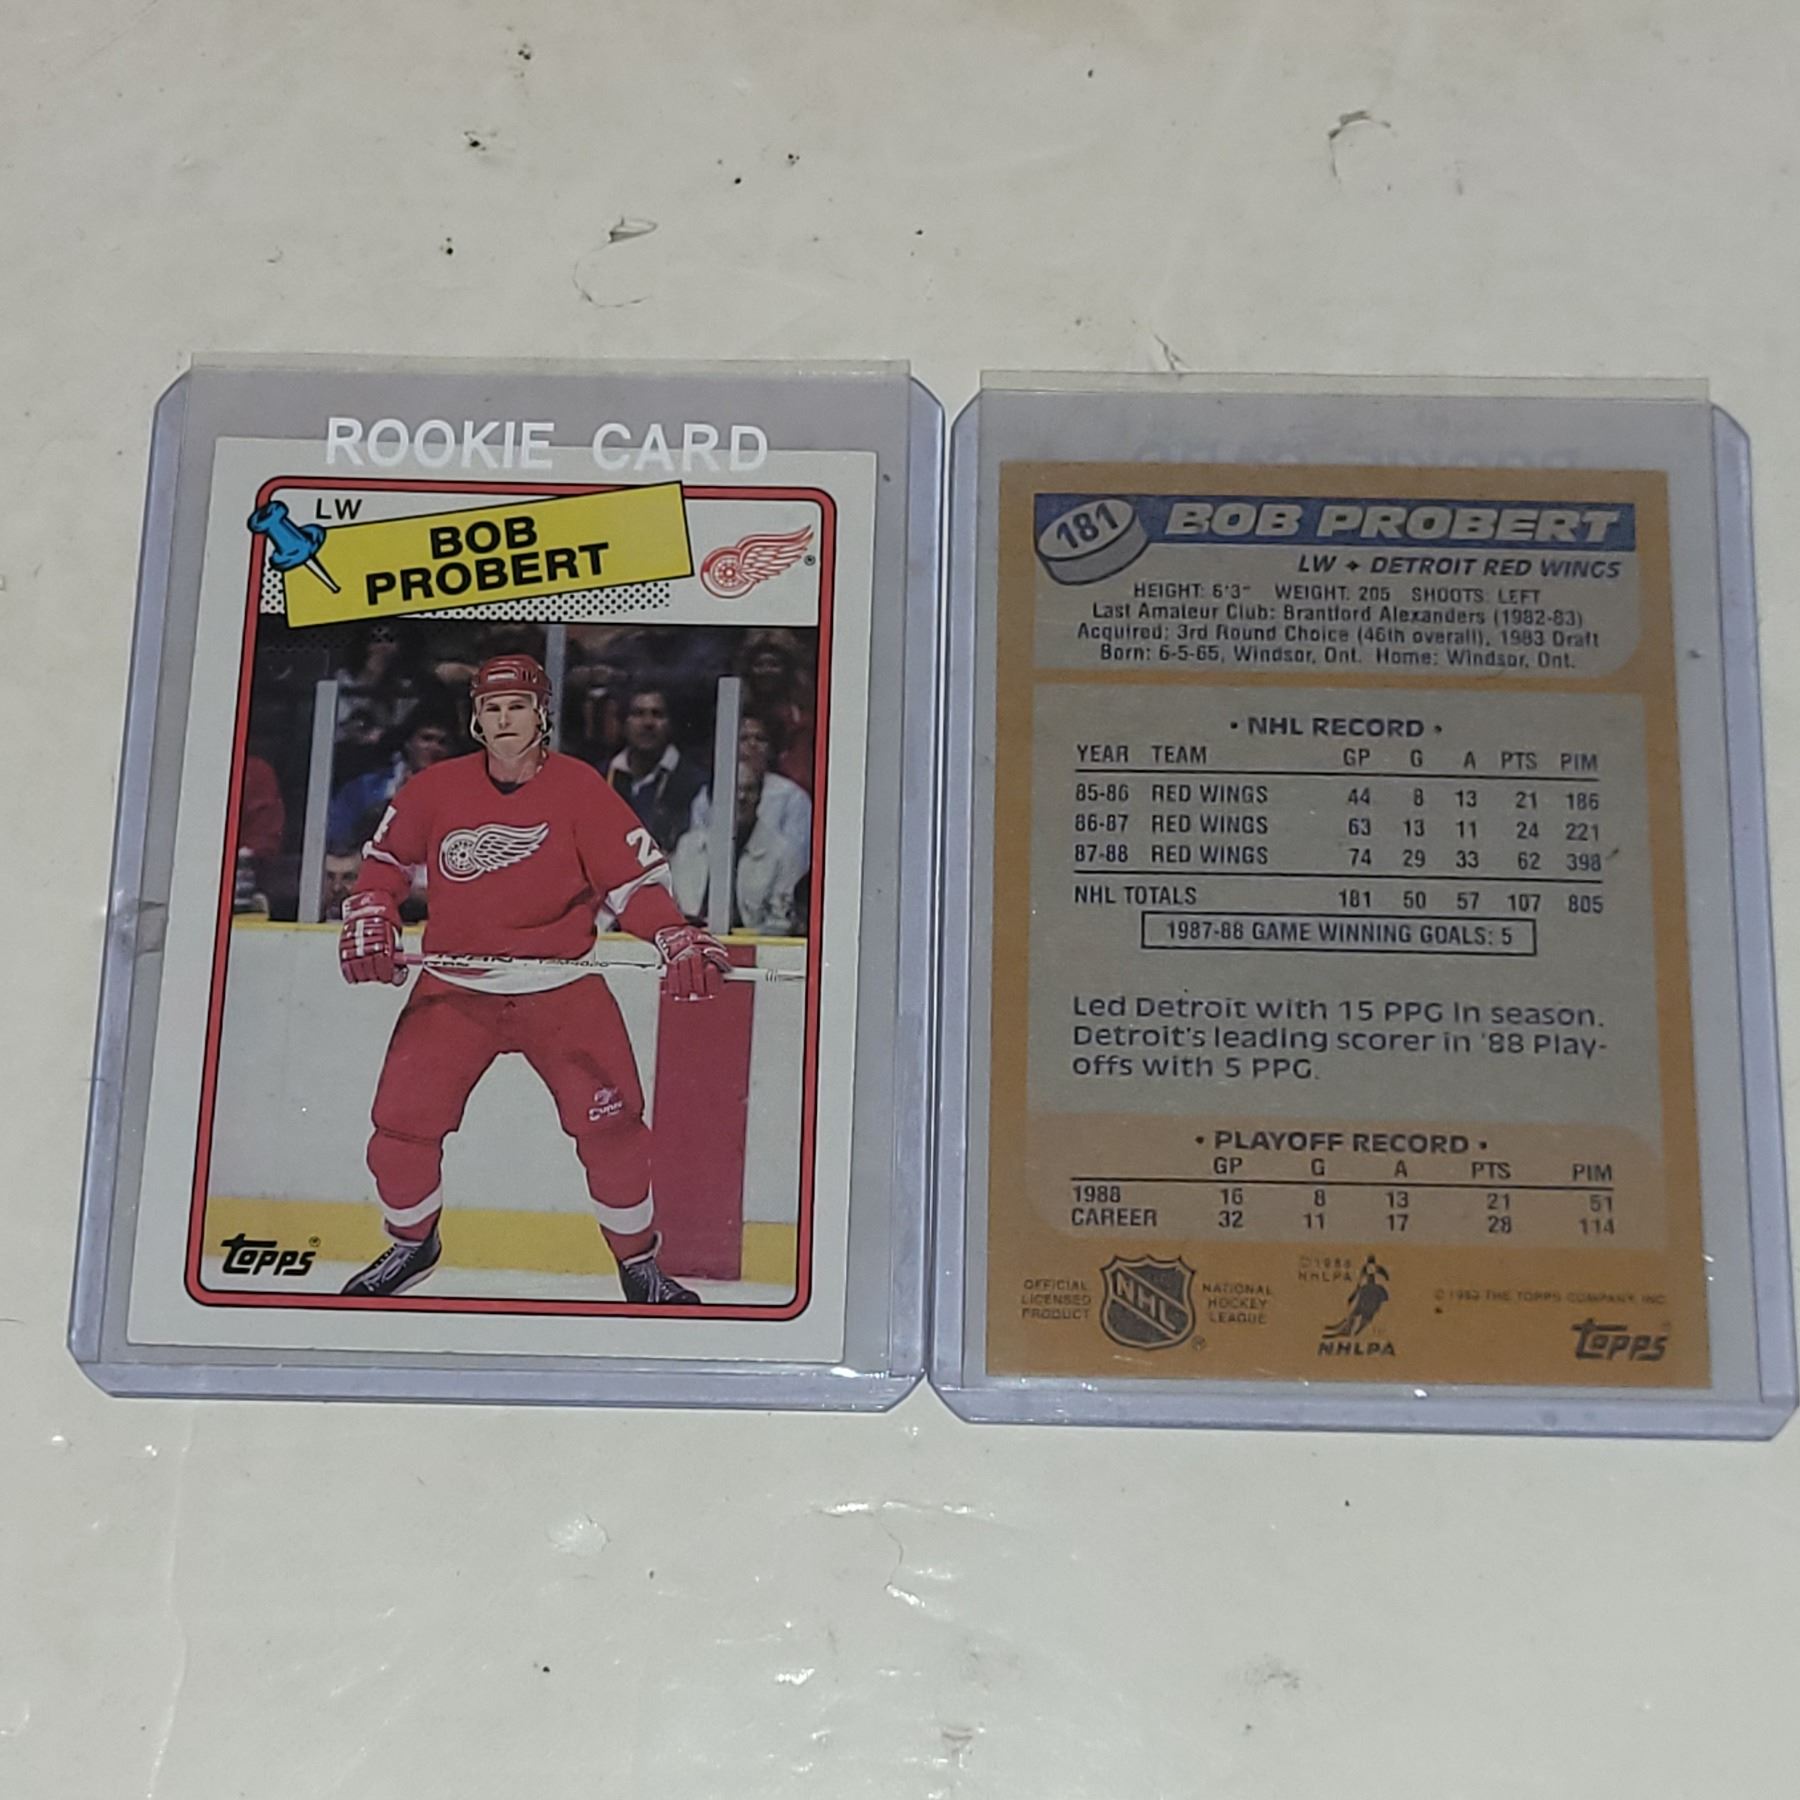 ROOKIE CARD
LW
BOB
PROBERT
24
topps®
181
BOB PROBERT
LW ✦ DETROIT RED WINGS
HEIGHT: 6'3" WEIGHT: 205 SHOOTS: LEFT
Last Amateur Club: Brantford Alexanders (1982-83)
Acquired: 3rd Round Choice (46th overall), 1983 Draft
Born: 6-5-65, Windsor, Ont. Home: Windsor, Ont.
• NHL RECORD •
YEAR TEAM GP G A PTS PIM
85-86 RED WINGS 44 8 13 21 186
86-87 RED WINGS 63 13 11 24 221
87-88 RED WINGS 74 29 33 62 398
NHL TOTALS 181 50 57 107 805
1987-88 GAME WINNING GOALS: 5
Led Detroit with 15 PPG in season.
Detroit's leading scorer in '88 Play-
offs with 5 PPG.
• PLAYOFF RECORD •
GP G A PTS PIM
1988 16 8 13 21 51
CAREER 32 11 17 28 114
OFFICIAL
LICENSED
PRODUCT
NHL
®
NATIONAL
HOCKEY
LEAGUE
©1988
NHLPA
NHLPA
THE TOPPS COMPANY, INC.
*
topps®